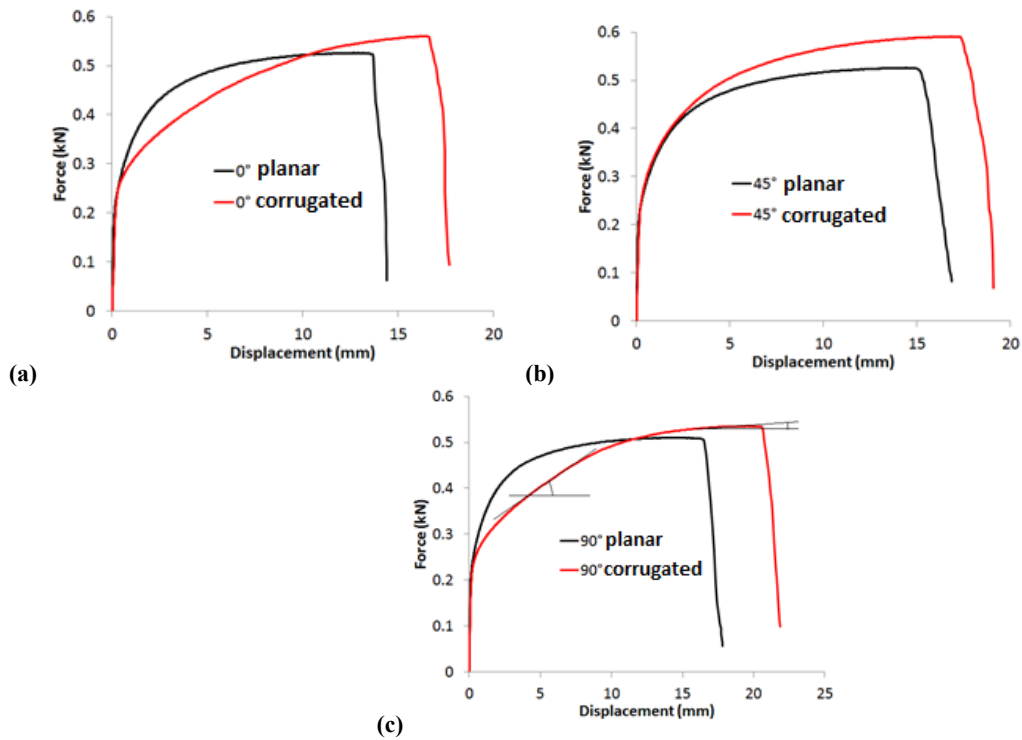 0.6
0.5
0.4
0.3
0.2
0.1
0
Force (kN)
0° planar
0° corrugated
0 5 10 15 20
Displacement (mm)
(a)
0.6
0.5
0.4
0.3
0.2
0.1
0
Force (kN)
45° planar
45° corrugated
0 5 10 15 20
Displacement (mm)
(b)
0.6
0.5
0.4
0.3
0.2
0.1
0
Force (kN)
90° planar
90° corrugated
0 5 10 15 20 25
Displacement (mm)
(c)